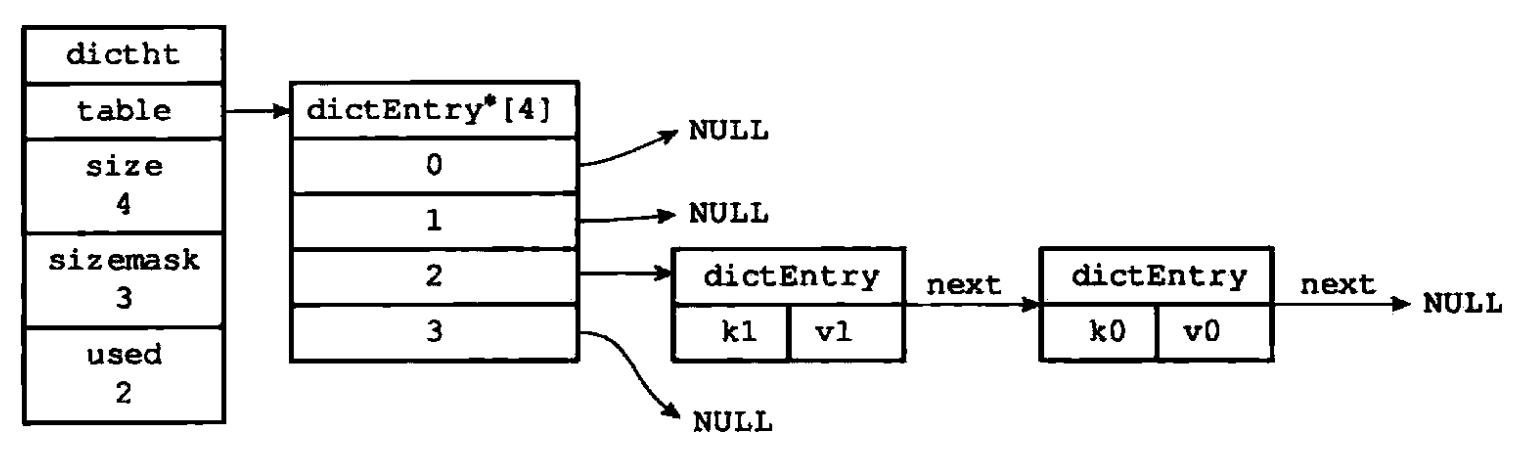 dictht
table
size
4
sizemask
3
used
2
dictEntry*[4]
0
1
2
3
NULL
NULL
dictEntry
k1 v1
next
dictEntry
k0 v0
next
NULL
NULL